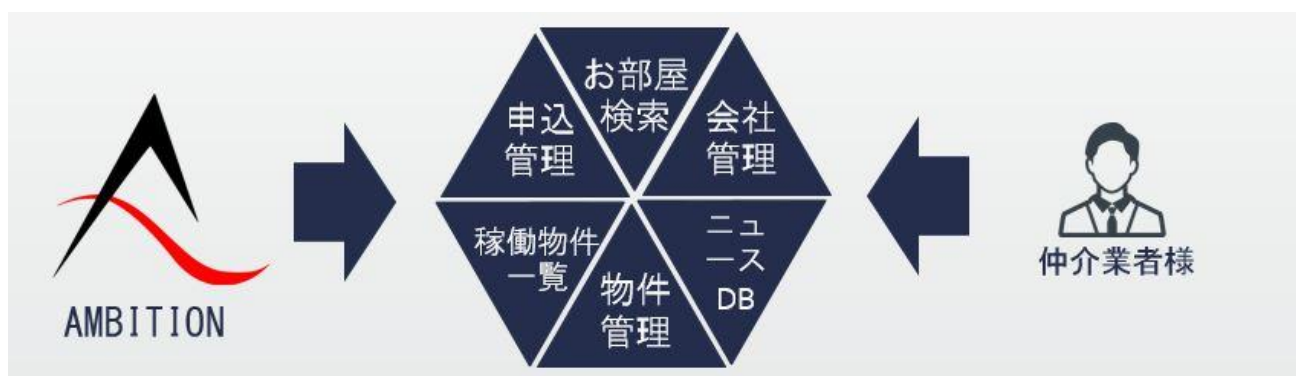 AMBITION
お部屋
検索
申込
管理
会社
管理
稼働物件
一覧
物件
管理
ニュ
ース
DB
仲介業者様